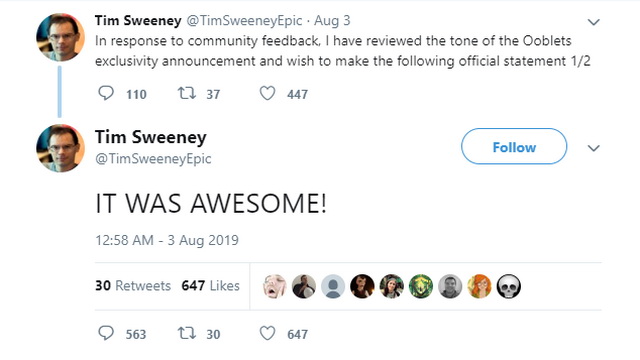 Tim Sweeney @TimSweeneyEpic · Aug 3
In response to community feedback, I have reviewed the tone of the Ooblets
exclusivity announcement and wish to make the following official statement 1/2
110 37 447
Tim Sweeney
@TimSweeneyEpic
Follow
IT WAS AWESOME!
12:58 AM - 3 Aug 2019
30 Retweets 647 Likes
563 30 647